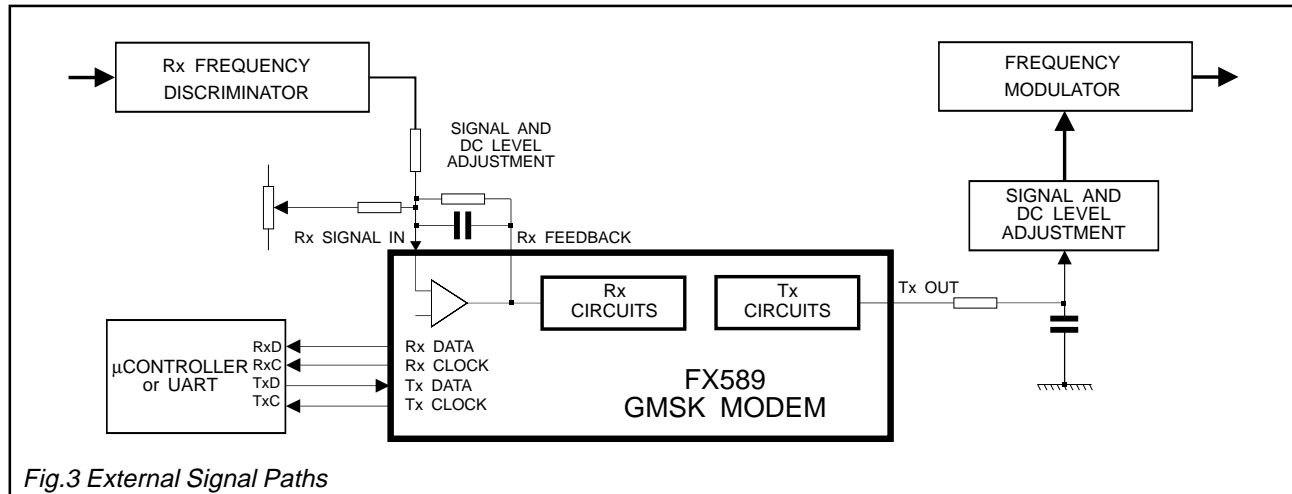 Rx FREQUENCY
DISCRIMINATOR
FREQUENCY
MODULATOR
SIGNAL AND
DC LEVEL
ADJUSTMENT
SIGNAL AND
DC LEVEL
ADJUSTMENT
Rx SIGNAL IN
Rx FEEDBACK
Rx
CIRCUITS
Tx
CIRCUITS
Tx OUT
µCONTROLLER
or UART
RxD
RxC
TxD
TxC
Rx DATA
Rx CLOCK
Tx DATA
Tx CLOCK
FX589
GMSK MODEM
Fig.3 External Signal Paths